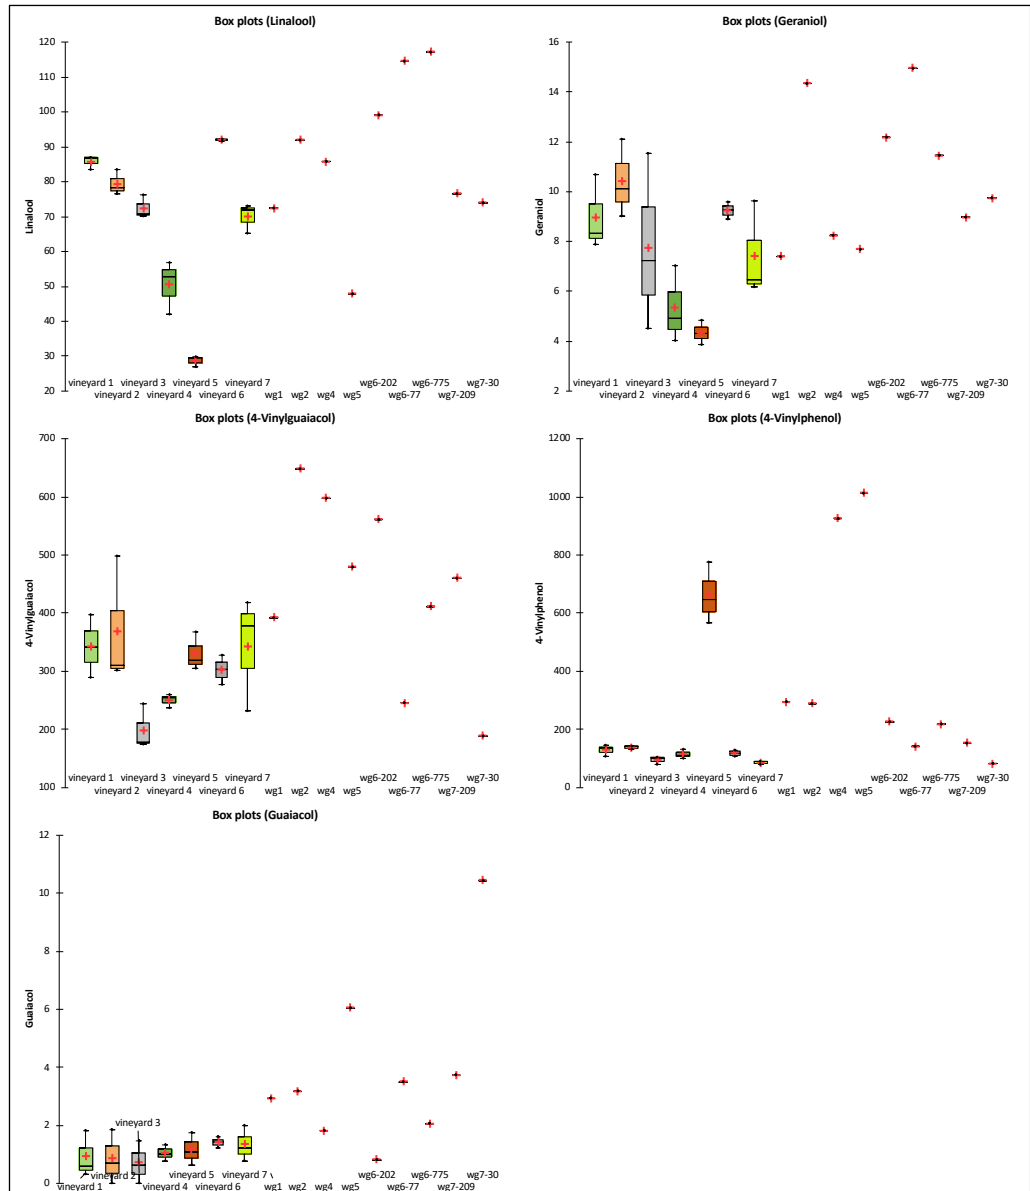 Box plots (Linalool)
120
110
100
90
80
70
60
50
40
30
20
Linalool
vineyard 1 vineyard 3 vineyard 5 vineyard 7 wg6-202 wg6-775 wg7-30
vineyard 2 vineyard 4 vineyard 6 wg1 wg2 wg4 wg5 wg6-77 wg7-209
Box plots (Geraniol)
16
14
12
10
8
6
4
2
Geraniol
vineyard 1 vineyard 3 vineyard 5 vineyard 7 wg6-202 wg6-775 wg7-30
vineyard 2 vineyard 4 vineyard 6 wg1 wg2 wg4 wg5 wg6-77 wg7-209
Box plots (4-Vinylguaiacol)
700
600
500
400
300
200
100
4-Vinylguaiacol
vineyard 1 vineyard 3 vineyard 5 vineyard 7 wg6-202 wg6-775 wg7-30
vineyard 2 vineyard 4 vineyard 6 wg1 wg2 wg4 wg5 wg6-77 wg7-209
Box plots (4-Vinylphenol)
1200
1000
800
600
400
200
0
4-Vinylphenol
vineyard 1 vineyard 3 vineyard 5 vineyard 7 wg6-202 wg6-775 wg7-30
vineyard 2 vineyard 4 vineyard 6 wg1 wg2 wg4 wg5 wg6-77 wg7-209
Box plots (Guaiacol)
12
10
8
6
4
2
0
Guaiacol
vineyard 3
vineyard 2 vineyard 5 vineyard 7 wg6-202 wg6-775 wg7-30
vineyard 1 vineyard 4 vineyard 6 wg1 wg2 wg4 wg5 wg6-77 wg7-209